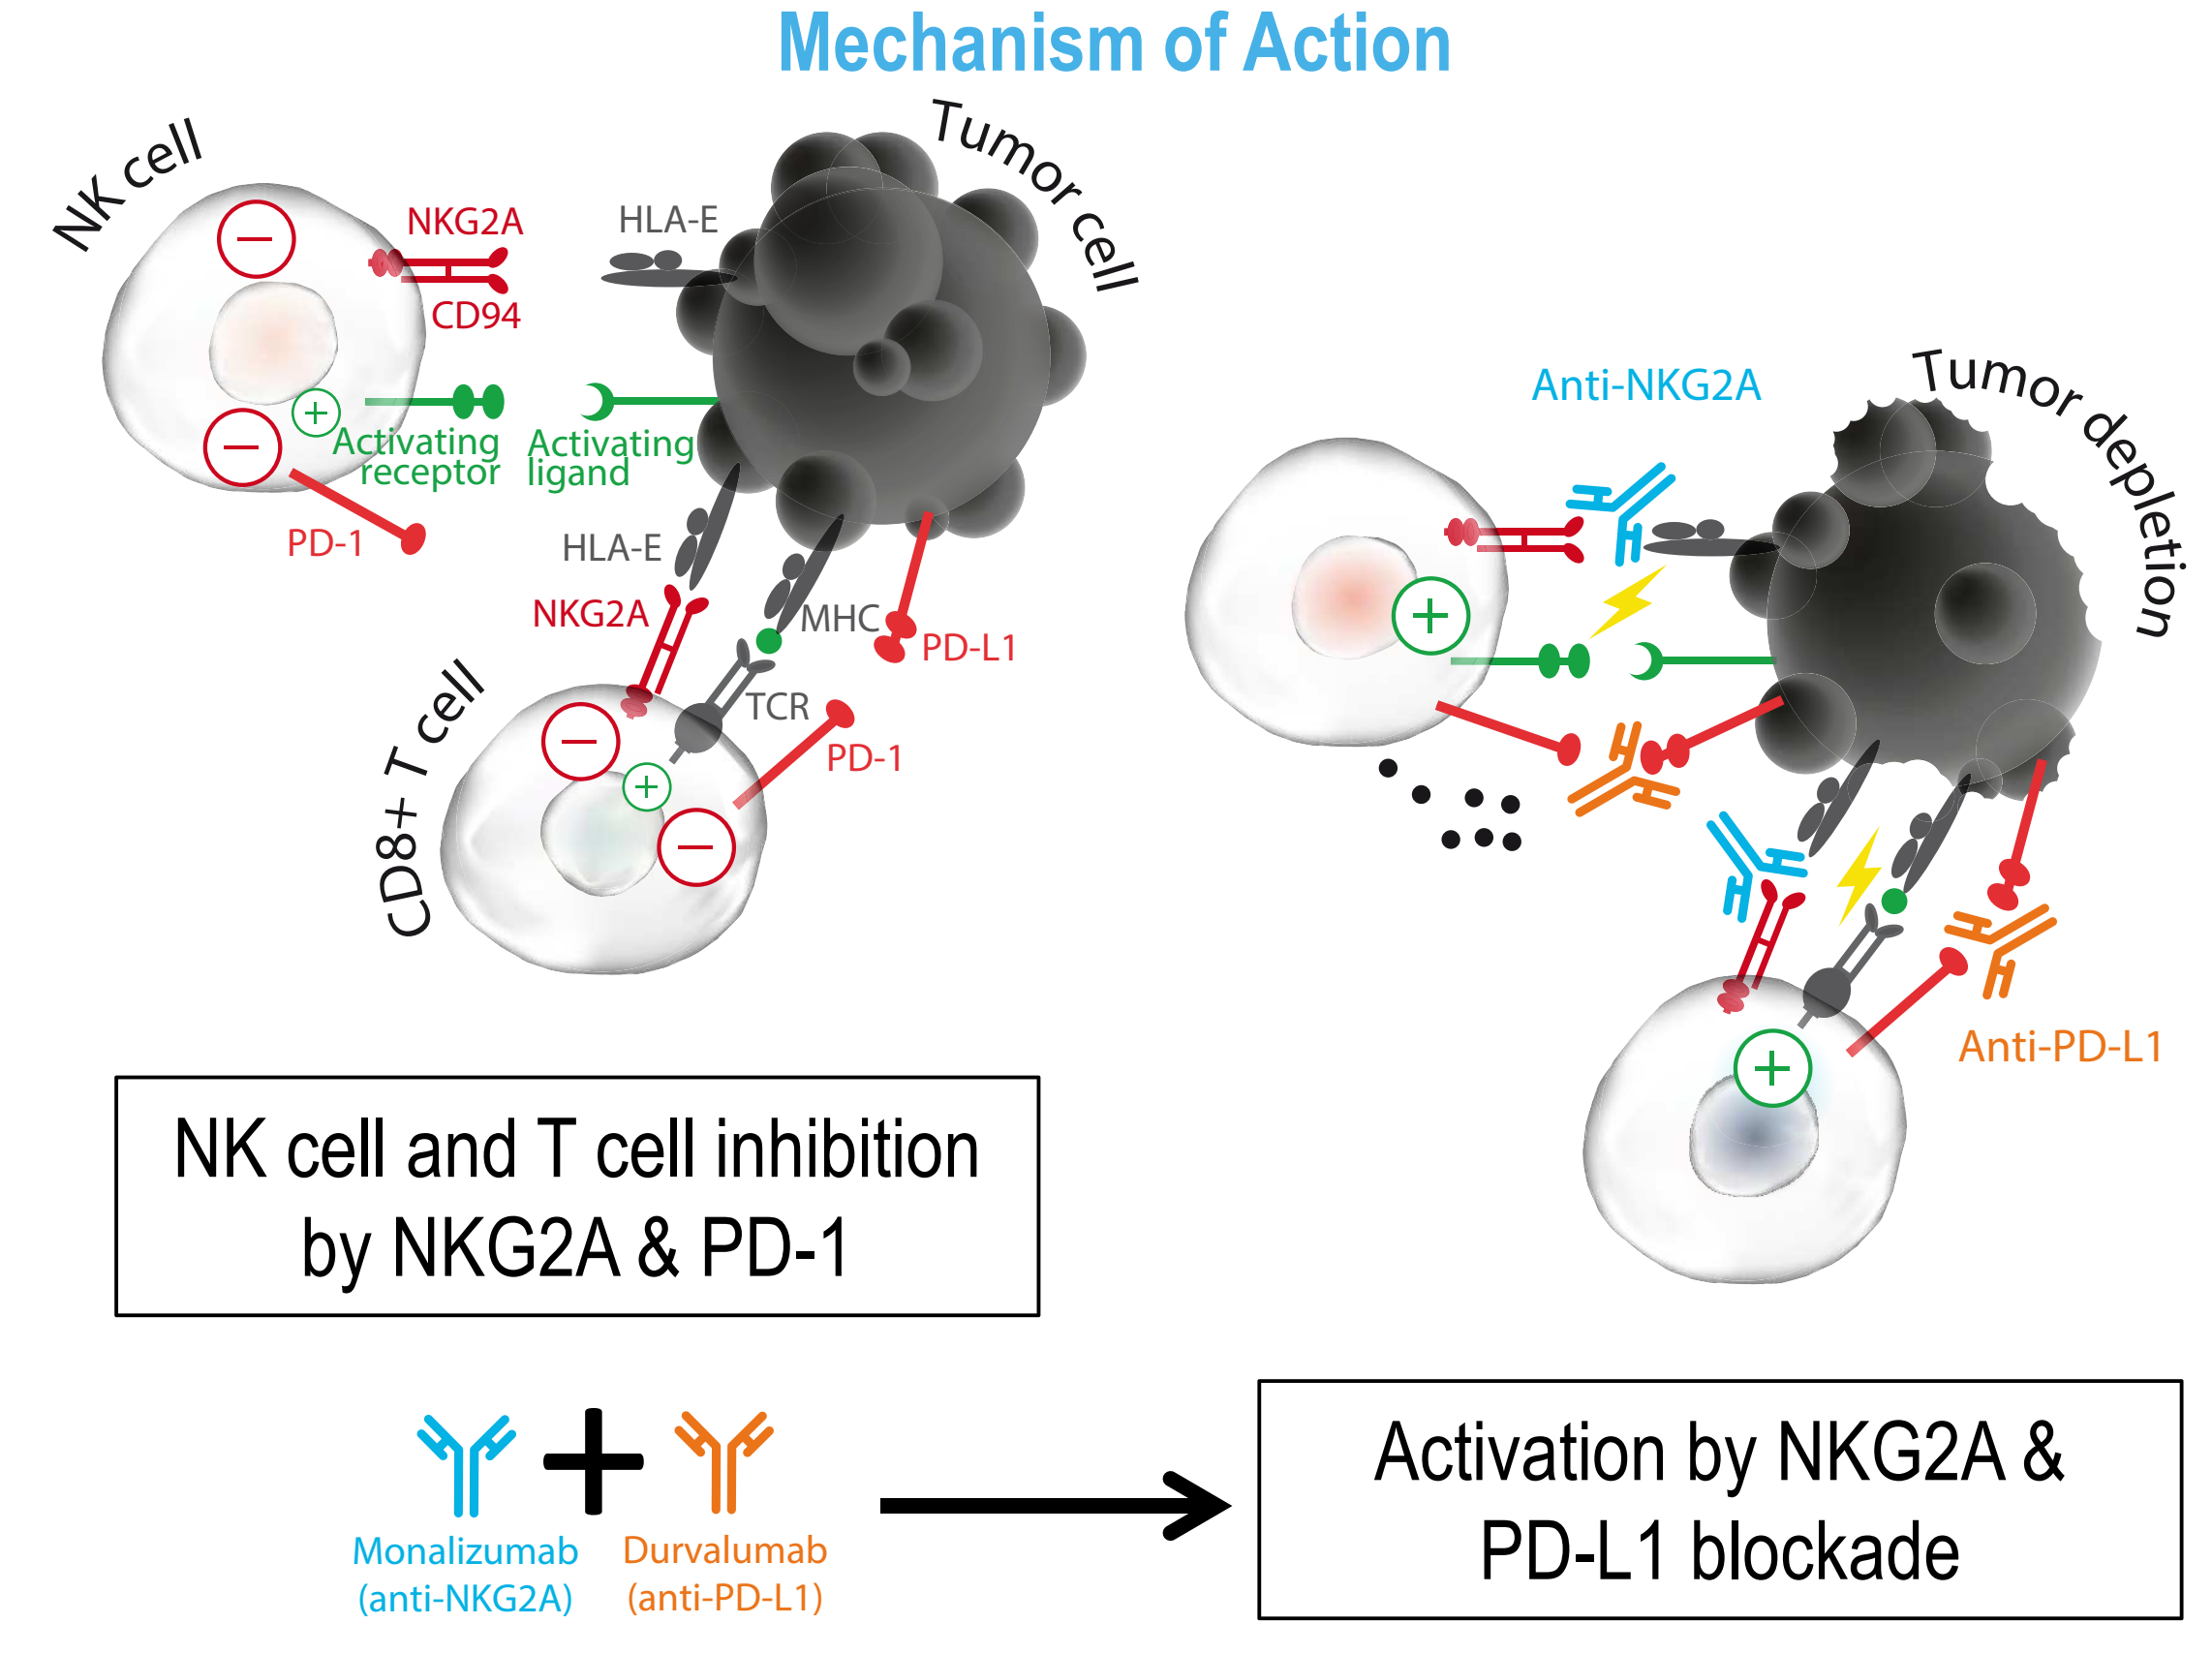 Mechanism of Action
NK cell
NKG2A
CD94
HLA-E
Tumor cell
Activating
receptor
Activating
ligand
PD-1
HLA-E
NKG2A
MHC
PD-L1
TCR
PD-1
CD8+ T cell
Anti-NKG2A
Tumor depletion
Anti-PD-L1
NK cell and T cell inhibition
by NKG2A & PD-1
Monalizumab
(anti-NKG2A)
Durvalumab
(anti-PD-L1)
Activation by NKG2A &
PD-L1 blockade